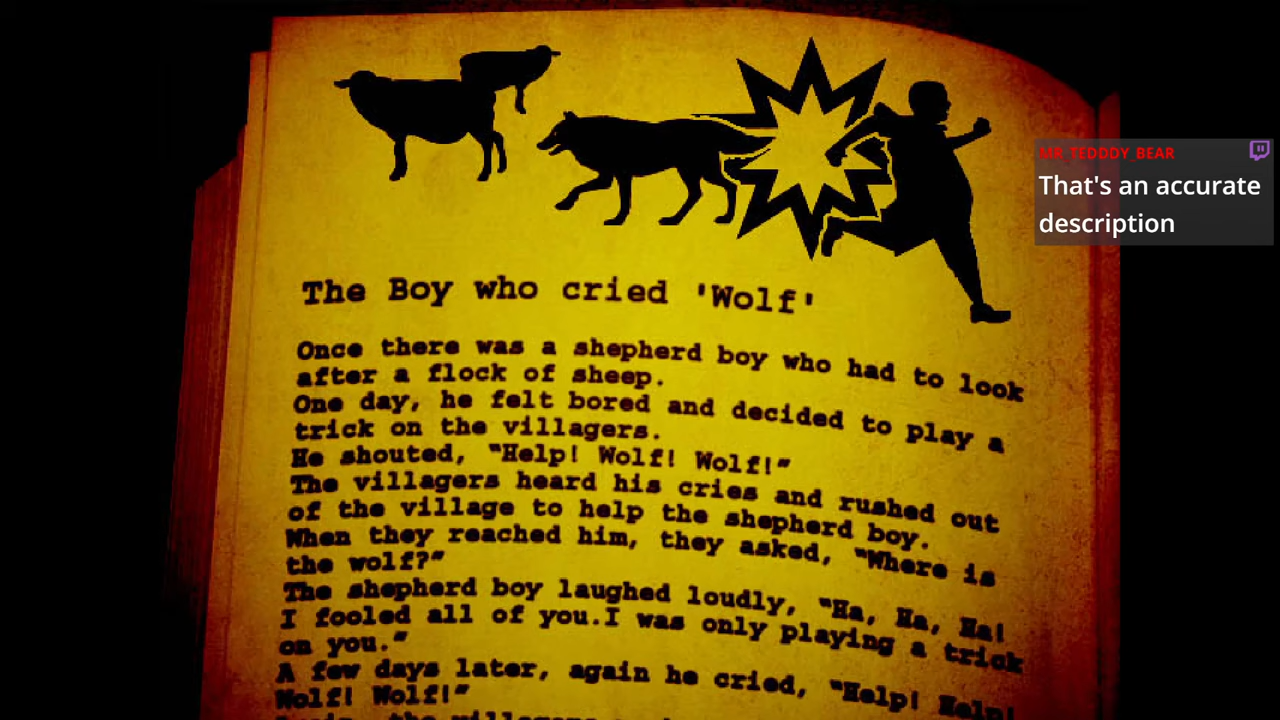 The Boy who cried 'Wolf'
Once there was a shepherd boy who had to look
after a flock of sheep.
One day, he felt bored and decided to play a
trick on the villagers.
He shouted, "Help! Wolf! Wolf!"
The villagers heard his cries and rushed out
of the village to help the shepherd boy.
When they reached him, they asked, "Where is
the wolf?"
The shepherd boy laughed loudly, "Ha, Ha, Ha!
I fooled all of you.I was only playing a trick
on you."
A few days later, again he cried, "Help! Help!
Wolf! Wolf!"
the villagers
MR_TEDDDY_BEAR
That's an accurate
description